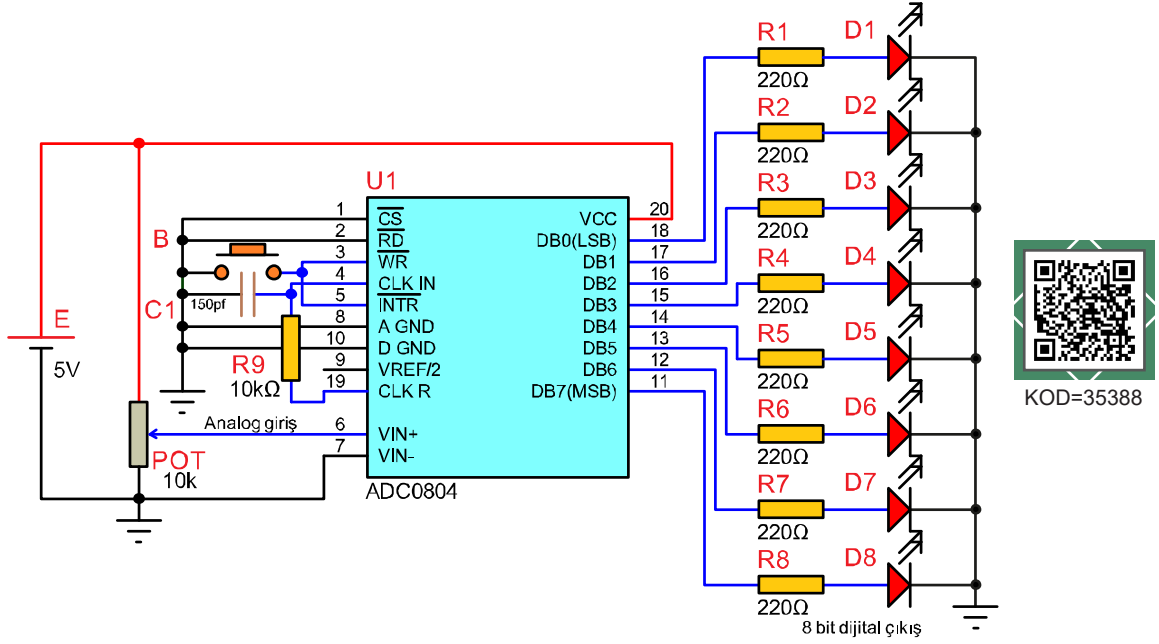 R1
D1
220Ω
R2
D2
220Ω
R3
D3
220Ω
R4
D4
220Ω
R5
D5
220Ω
R6
D6
220Ω
R7
D7
220Ω
R8
D8
220Ω
8 bit dijital çıkış
U1
1 CS VCC 20
2 RD DB0(LSB) 18
3 WR DB1 17
4 CLK IN DB2 16
5 INTR DB3 15
8 A GND DB4 14
10 D GND DB5 13
9 VREF/2 DB6 12
19 CLK R DB7(MSB) 11
6 VIN+
7 VIN-
ADC0804
B
C1
150pf
R9
10kΩ
E
5V
Analog giriş
POT
10k
KOD=35388